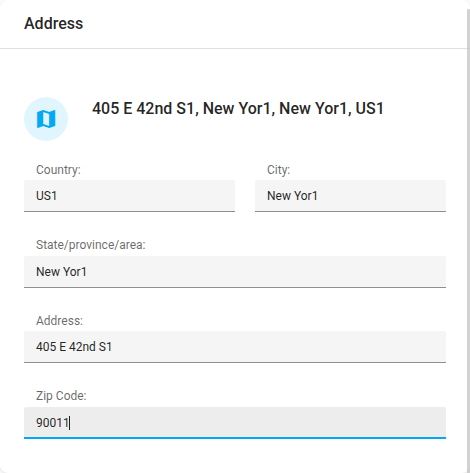 Address
405 E 42nd S1, New Yor1, New Yor1, US1
Country:
City:
US1
New Yor1
State/province/area:
New Yor1
Address:
405 E 42nd S1
Zip Code:
90011